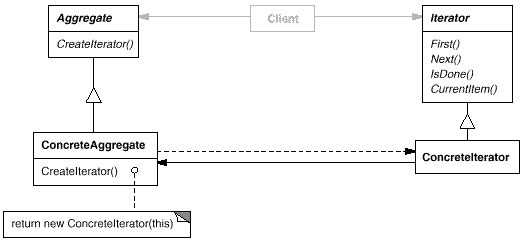 Aggregate
CreateIterator()
Client
Iterator
First()
Next()
IsDone()
CurrentItem()
ConcreteAggregate
CreateIterator()
ConcreteIterator
return new ConcreteIterator(this)